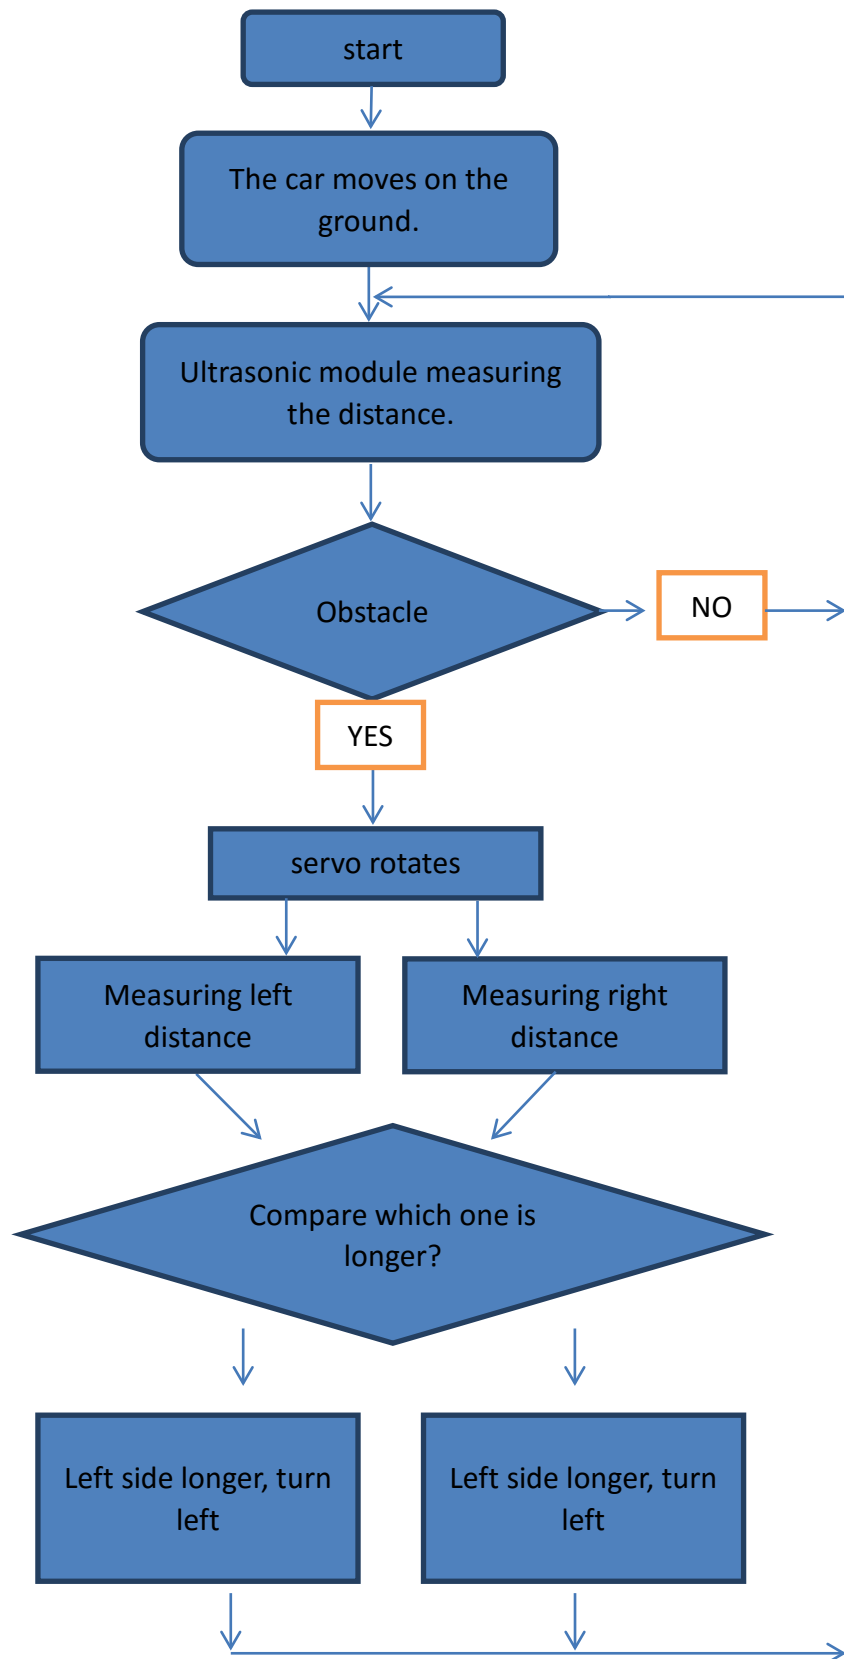 start
The car moves on the
ground.
Ultrasonic module measuring
the distance.
Obstacle
NO
YES
servo rotates
Measuring left
distance
Measuring right
distance
Compare which one is
longer?
Left side longer, turn
left
Left side longer, turn
left